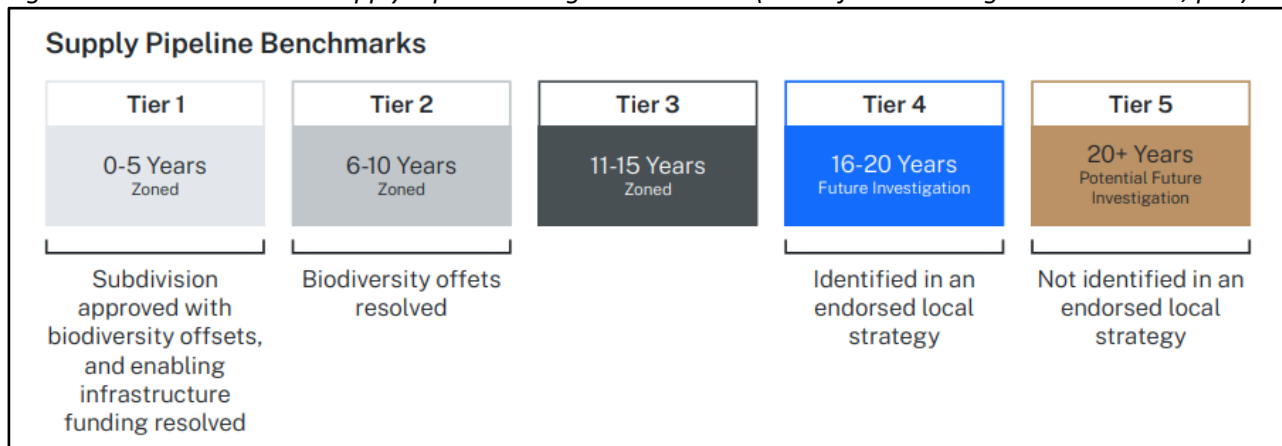 Supply Pipeline Benchmarks
Tier 1
0-5 Years
Zoned
Subdivision
approved with
biodiversity offsets,
and enabling
infrastructure
funding resolved
Tier 2
6-10 Years
Zoned
Biodiversity offets
resolved
Tier 3
11-15 Years
Zoned
Tier 4
16-20 Years
Future Investigation
Identified in an
endorsed local
strategy
Tier 5
20+ Years
Potential Future
Investigation
Not identified in an
endorsed local
strategy